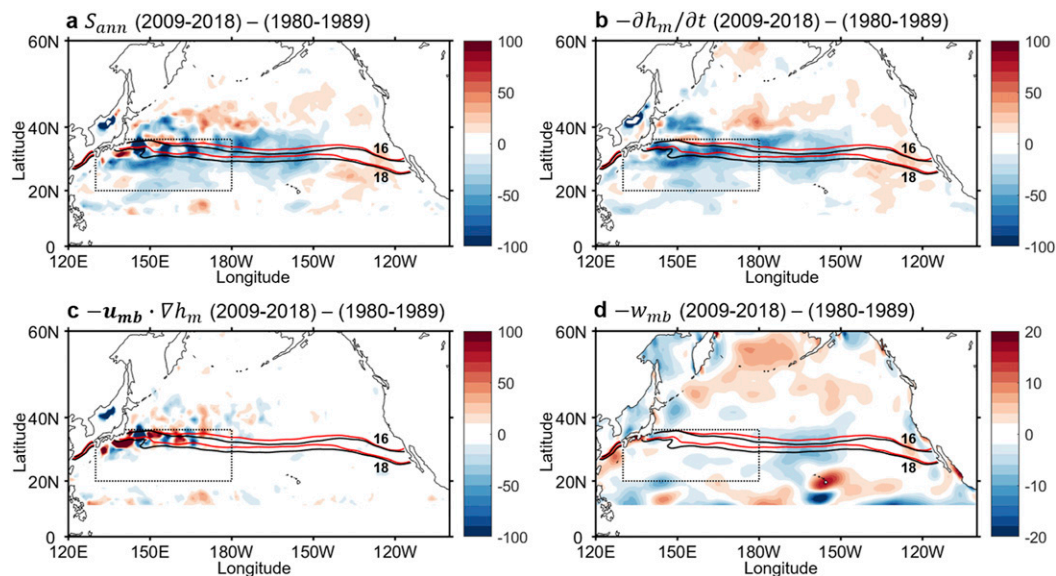 a S_ann (2009-2018) – (1980-1989)
60N
40N
20N
0
Latitude
120E 150E 180W 150W 120W
Longitude
16
18
100
50
0
-50
-100
b −∂h_m/∂t (2009-2018) – (1980-1989)
60N
40N
20N
0
Latitude
120E 150E 180W 150W 120W
Longitude
16
18
100
50
0
-50
-100
c −u_mb · ∇h_m (2009-2018) – (1980-1989)
60N
40N
20N
0
Latitude
120E 150E 180W 150W 120W
Longitude
16
18
100
50
0
-50
-100
d −w_mb (2009-2018) – (1980-1989)
60N
40N
20N
0
Latitude
120E 150E 180W 150W 120W
Longitude
16
18
20
10
0
-10
-20